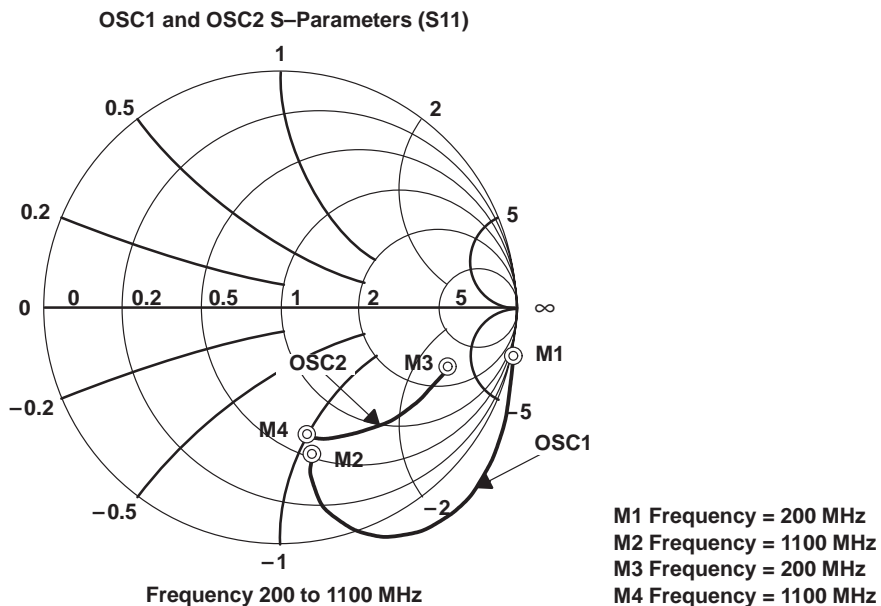 OSC1 and OSC2 S–Parameters (S11)
1
0.5
2
0.2
5
0
0
0.2
0.5
1
2
5
∞
M3
M1
OSC2
−0.2
−5
M4
M2
OSC1
−0.5
−2
−1
M1 Frequency = 200 MHz
M2 Frequency = 1100 MHz
M3 Frequency = 200 MHz
M4 Frequency = 1100 MHz
Frequency 200 to 1100 MHz